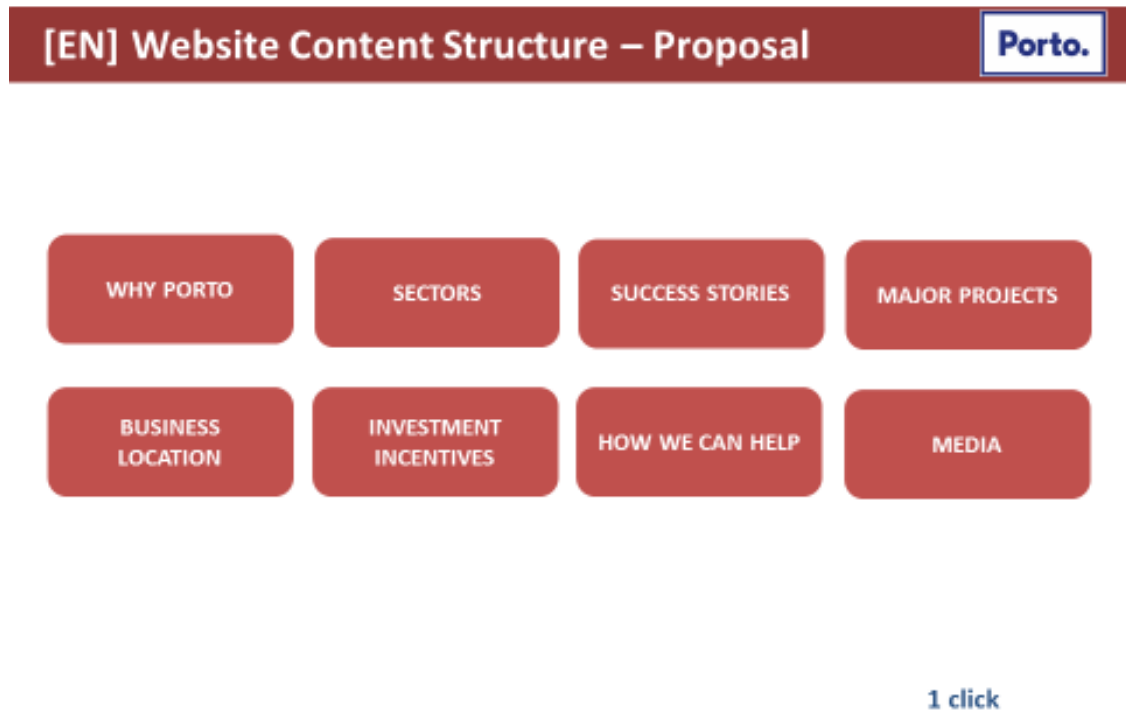 [EN] Website Content Structure – Proposal
Porto.
WHY PORTO
SECTORS
SUCCESS STORIES
MAJOR PROJECTS
BUSINESS
LOCATION
INVESTMENT
INCENTIVES
HOW WE CAN HELP
MEDIA
1 click